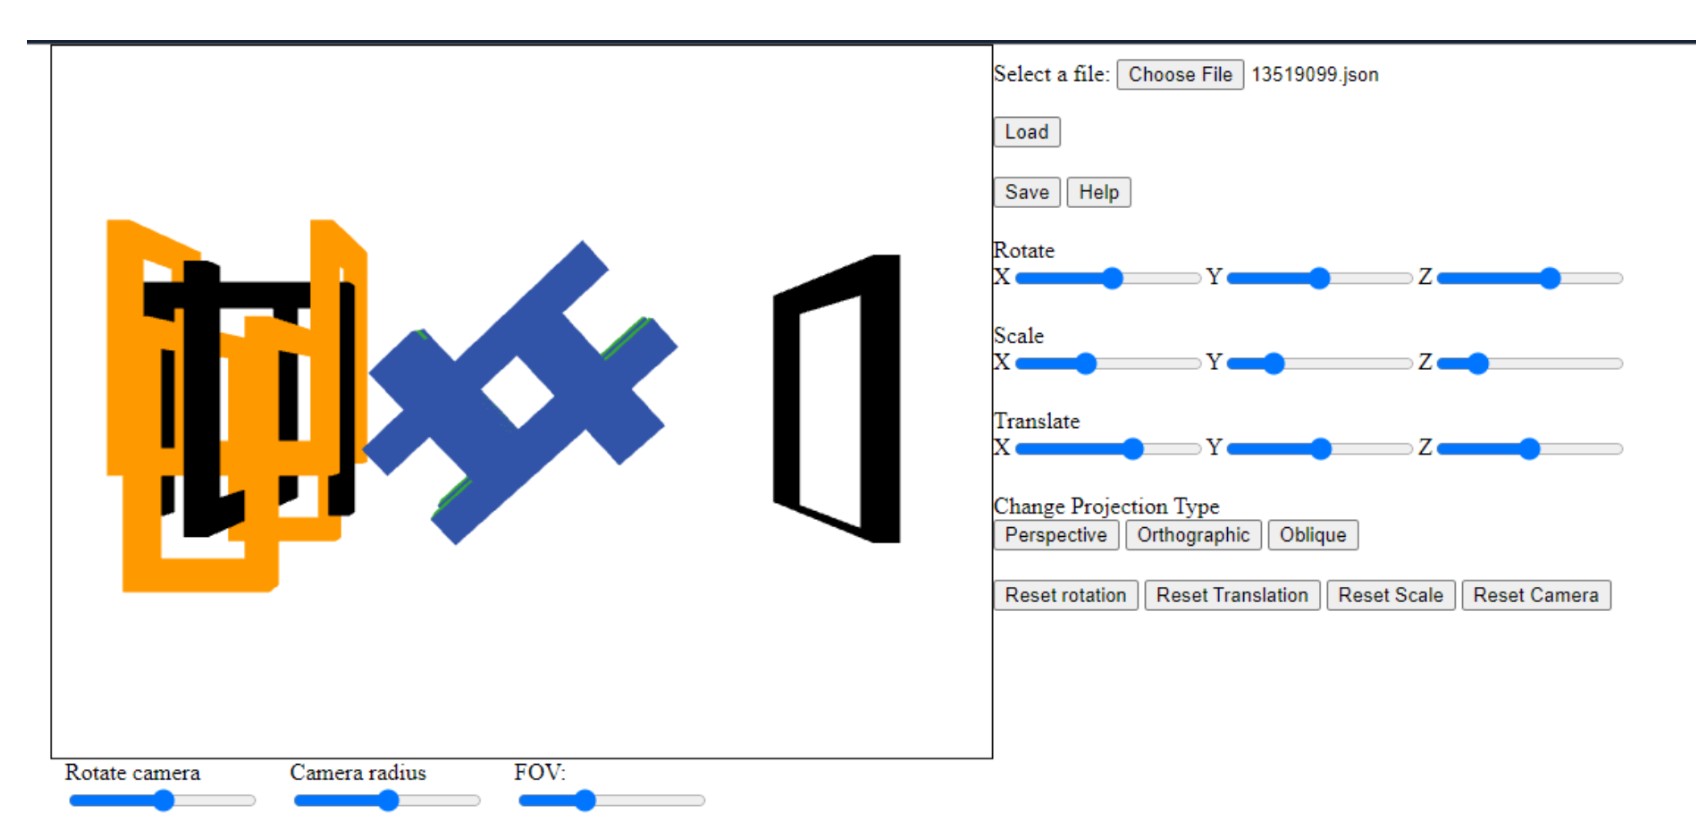 Select a file: Choose File 13519099.json
Load
Save Help
Rotate
X Y Z
Scale
X Y Z
Translate
X Y Z
Change Projection Type
Perspective Orthographic Oblique
Reset rotation Reset Translation Reset Scale Reset Camera
Rotate camera Camera radius FOV: